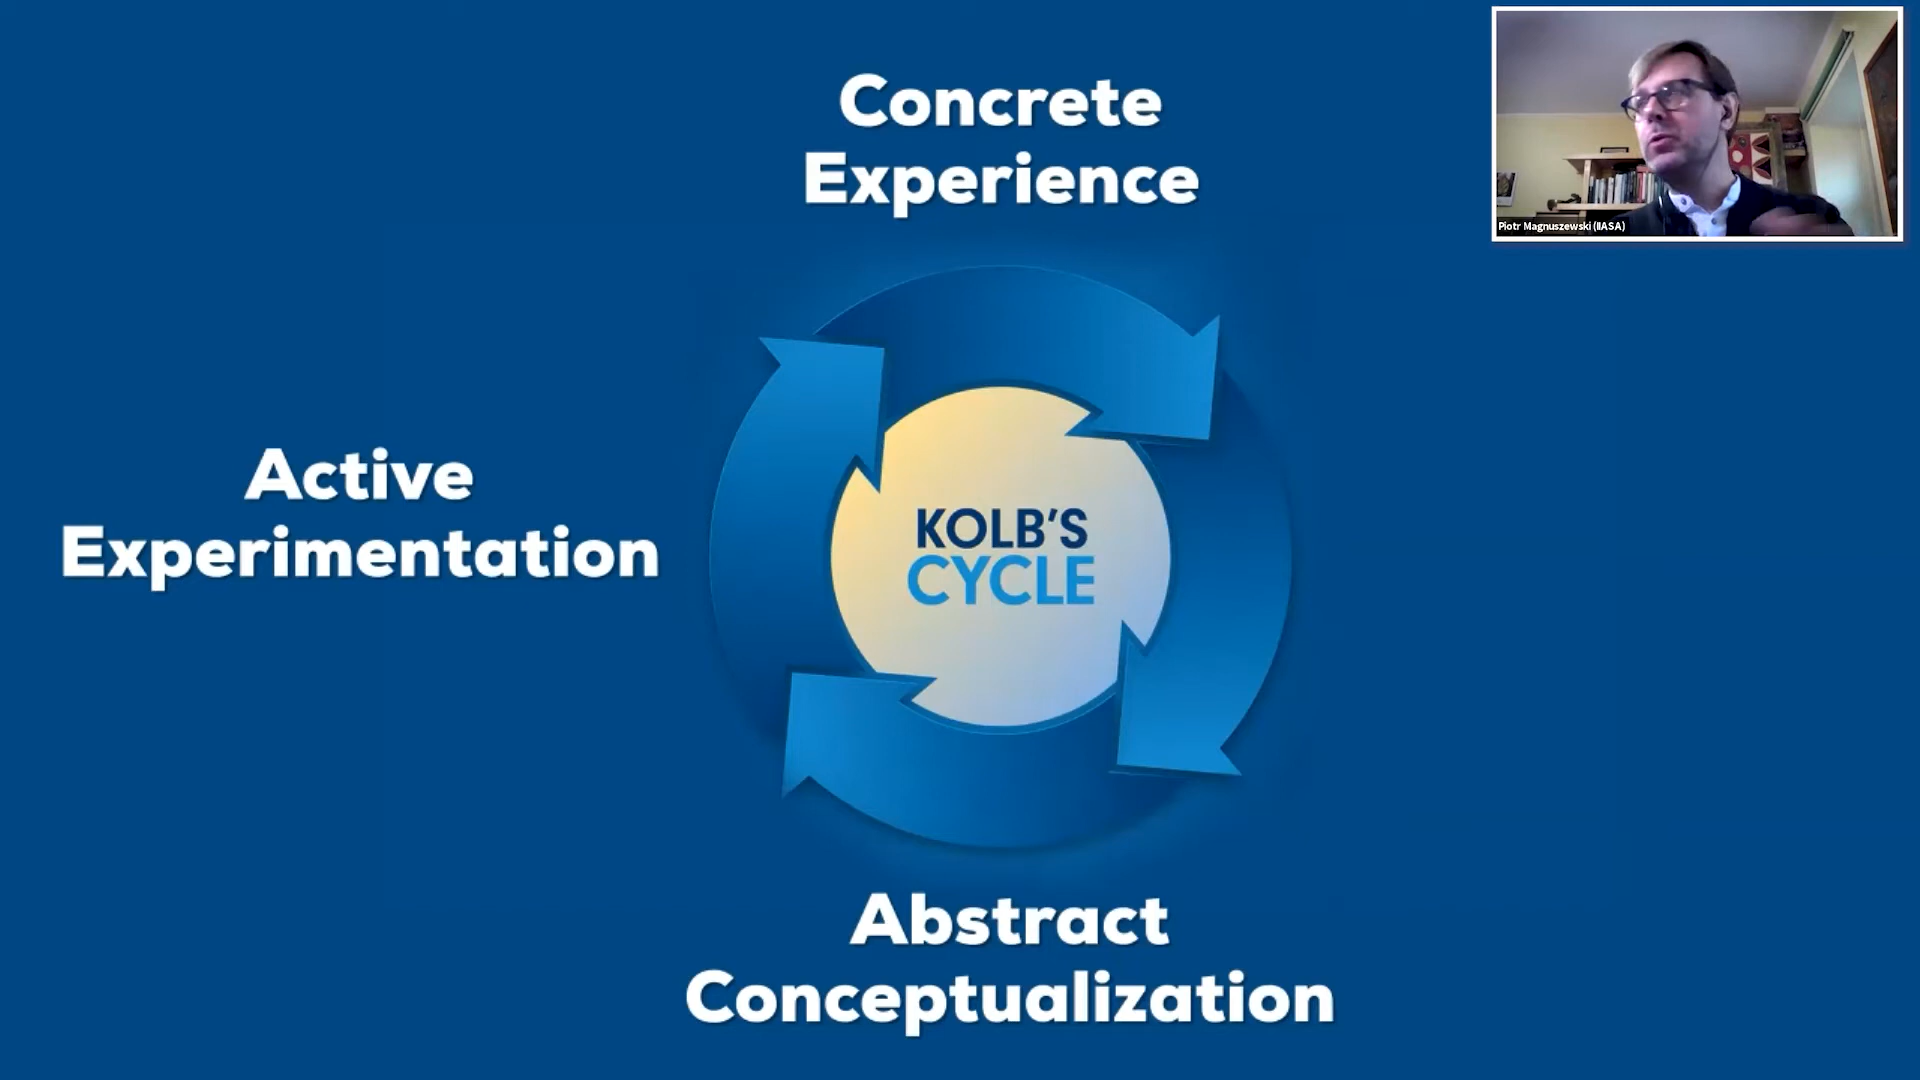 Concrete
Experience
Piotr Magnuszewski (IIASA)
Active
Experimentation
KOLB'S
CYCLE
Abstract
Conceptualization